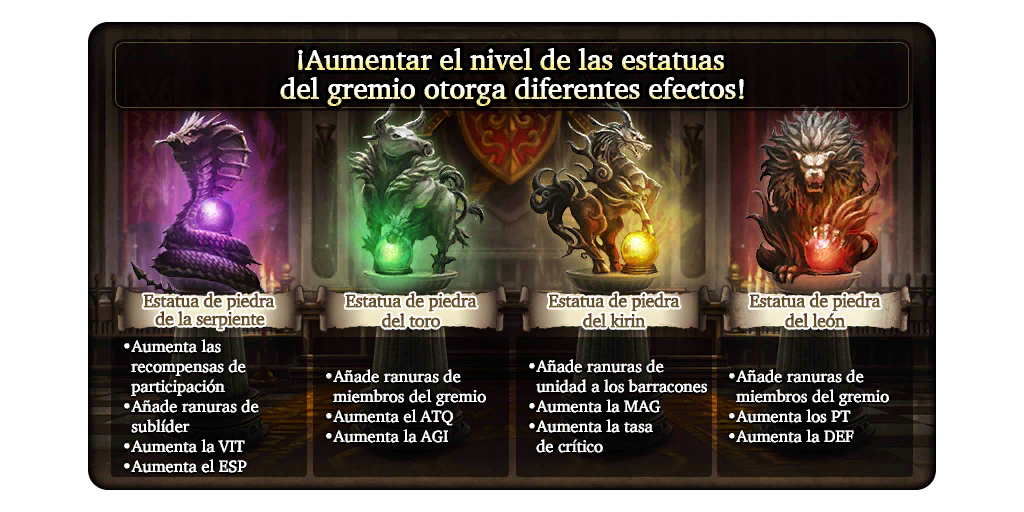 ¡Aumentar el nivel de las estatuas
del gremio otorga diferentes efectos!
Estatua de piedra
de la serpiente
•Aumenta las
recompensas de
participación
•Añade ranuras de
sublíder
•Aumenta la VIT
•Aumenta el ESP
Estatua de piedra
del toro
•Añade ranuras de
miembros del gremio
•Aumenta el ATQ
•Aumenta la AGI
Estatua de piedra
del kirin
•Añade ranuras de
unidad a los barracones
•Aumenta la MAG
•Aumenta la tasa
de crítico
Estatua de piedra
del león
•Añade ranuras de
miembros del gremio
•Aumenta los PT
•Aumenta la DEF